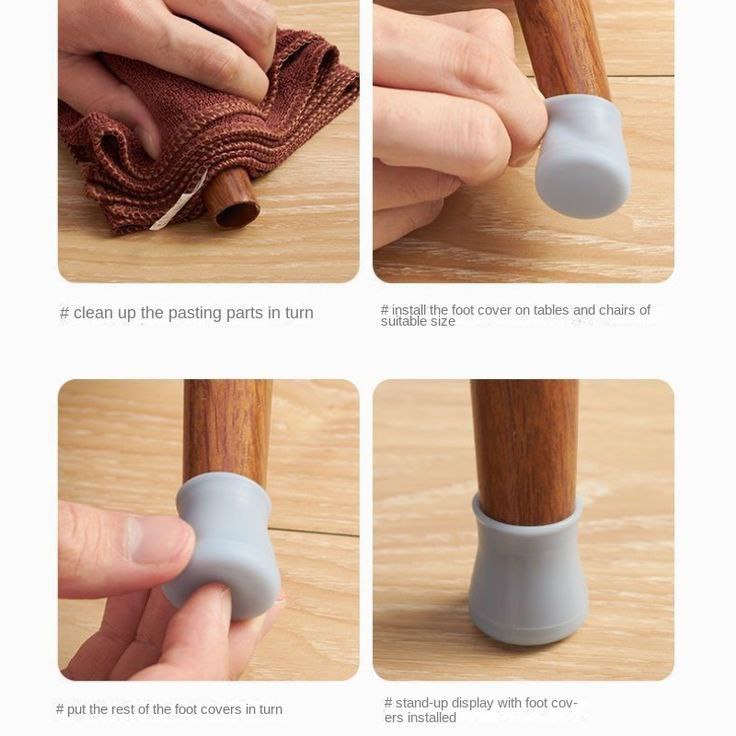 # clean up the pasting parts in turn
# install the foot cover on tables and chairs of
suitable size
# put the rest of the foot covers in turn
# stand-up display with foot cov-
ers installed